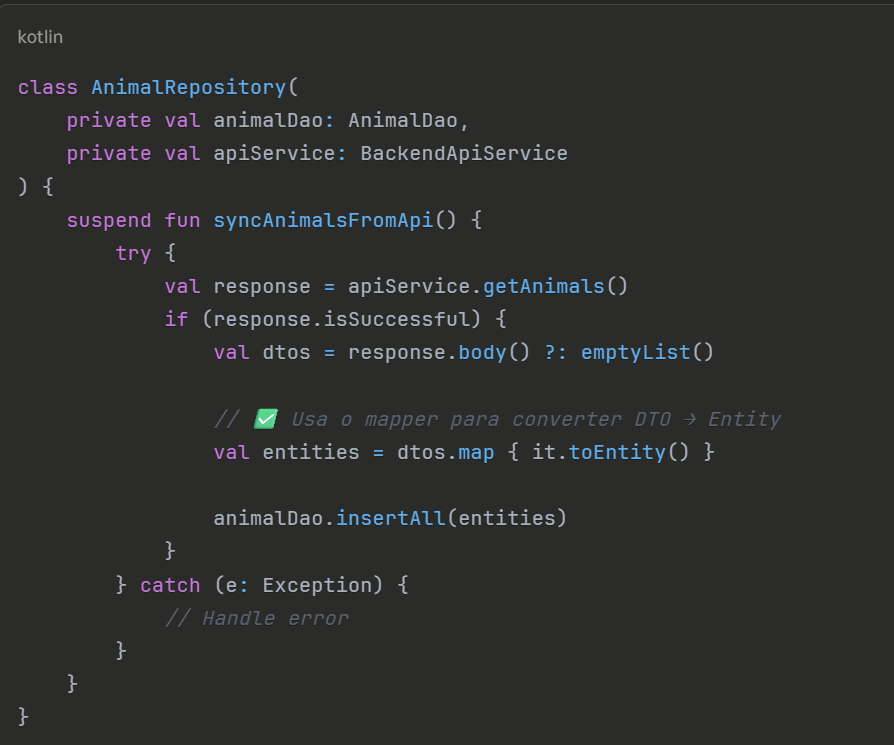 kotlin
class AnimalRepository(
    private val animalDao: AnimalDao,
    private val apiService: BackendApiService
) {
    suspend fun syncAnimalsFromApi() {
        try {
            val response = apiService.getAnimals()
            if (response.isSuccessful) {
                val dtos = response.body() ?: emptyList()
                // ✅ Usa o mapper para converter DTO → Entity
                val entities = dtos.map { it.toEntity() }
                animalDao.insertAll(entities)
            }
        } catch (e: Exception) {
            // Handle error
        }
    }
}